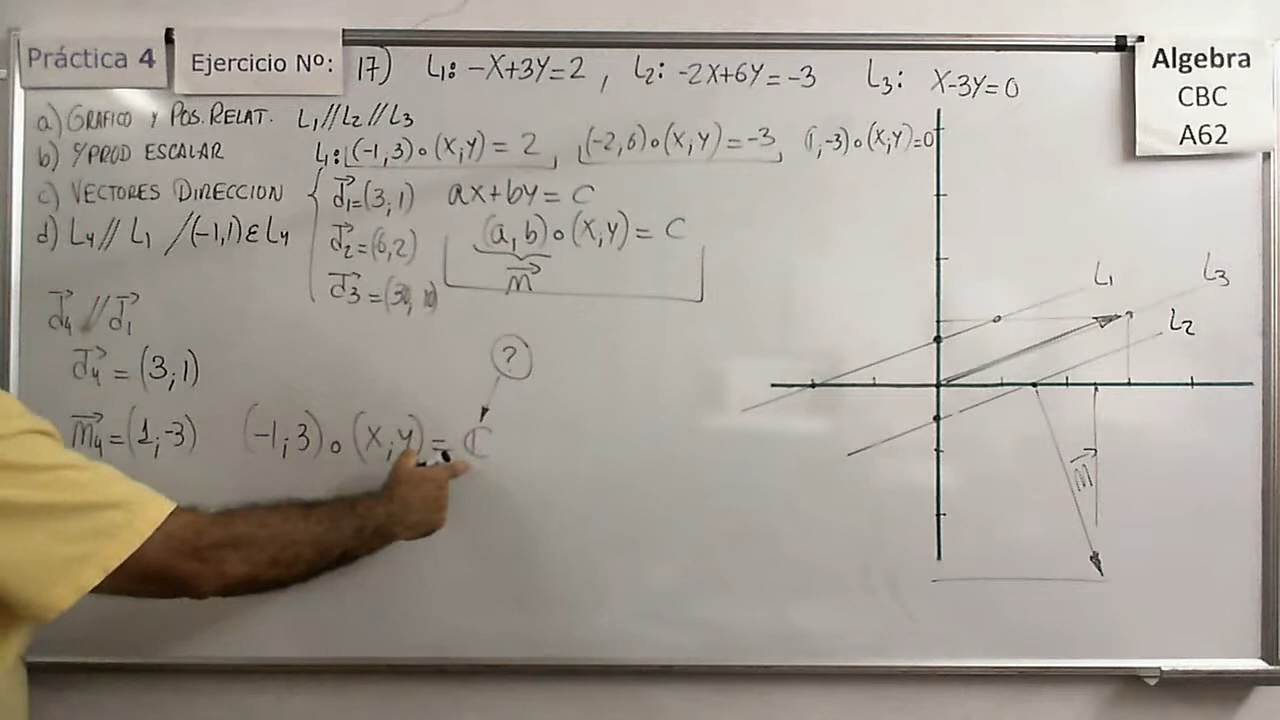 Práctica 4
Ejercicio Nº: 17) L1: -X+3Y=2 , L2: -2X+6Y=-3 L3: X-3Y=0
Algebra
CBC
A62
a) GRAFICO Y POS. RELAT. L1//L2//L3
b) Y PROD ESCALAR L1: (-1,3)∘(X,Y)=2 (-2,6)∘(X,Y)=-3 (1,-3)∘(X,Y)=0
c) VECTORES DIRECCION d1=(3;1) ax+by=C
d) L4// L1 /(-1,1) ε L4 d2=(6,2) (a,b)∘(X,Y)=C
n
d3=
d4 // d1
d4=(3;1)
?
n4=(1;-3) (-1;3)∘(X;Y)=C
L1
L3
L2
n